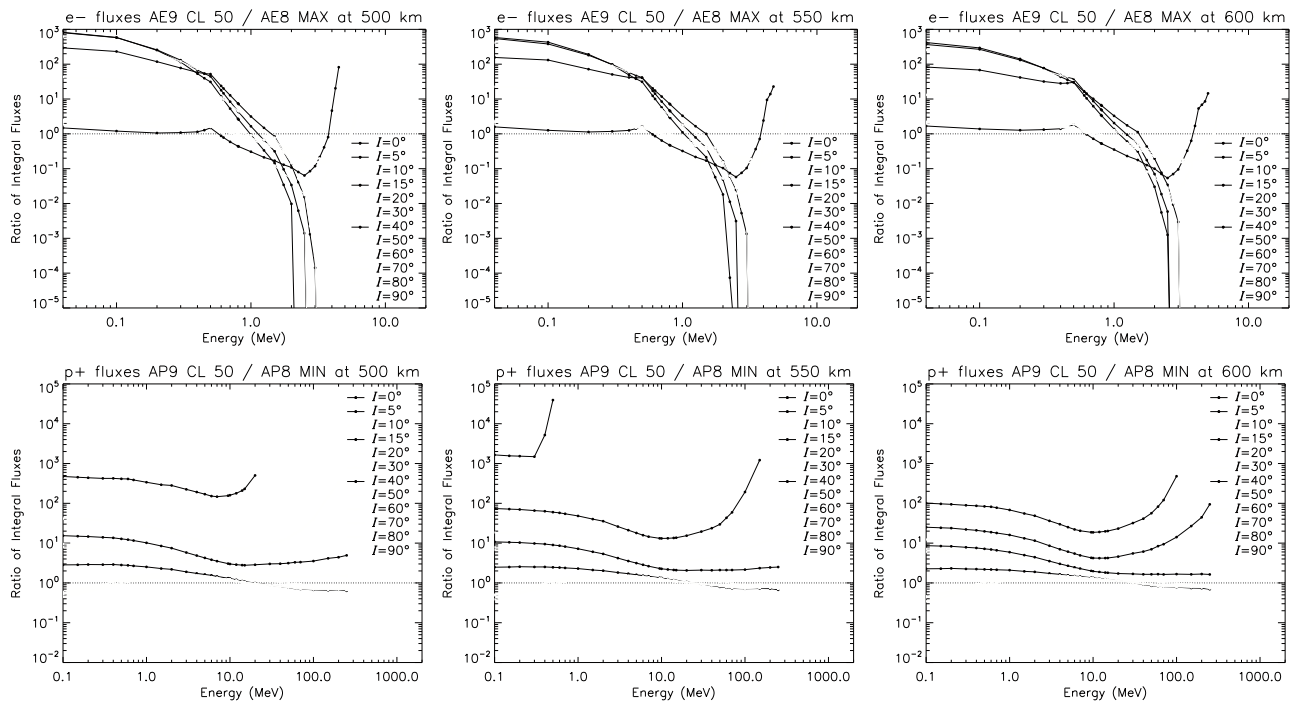 e− fluxes AE9 CL 50 / AE8 MAX at 500 km
10³
10²
10¹
10⁰
10⁻¹
10⁻²
10⁻³
10⁻⁴
10⁻⁵
Ratio of Integral Fluxes
I=0°
I=5°
I=10°
I=15°
I=20°
I=30°
I=40°
I=50°
I=60°
I=70°
I=80°
I=90°
0.1 1.0 10.0
Energy (MeV)
e− fluxes AE9 CL 50 / AE8 MAX at 550 km
10³
10²
10¹
10⁰
10⁻¹
10⁻²
10⁻³
10⁻⁴
10⁻⁵
Ratio of Integral Fluxes
I=0°
I=5°
I=10°
I=15°
I=20°
I=30°
I=40°
I=50°
I=60°
I=70°
I=80°
I=90°
0.1 1.0 10.0
Energy (MeV)
e− fluxes AE9 CL 50 / AE8 MAX at 600 km
10³
10²
10¹
10⁰
10⁻¹
10⁻²
10⁻³
10⁻⁴
10⁻⁵
Ratio of Integral Fluxes
I=0°
I=5°
I=10°
I=15°
I=20°
I=30°
I=40°
I=50°
I=60°
I=70°
I=80°
I=90°
0.1 1.0 10.0
Energy (MeV)
p+ fluxes AP9 CL 50 / AP8 MIN at 500 km
10⁵
10⁴
10³
10²
10¹
10⁰
10⁻¹
10⁻²
Ratio of Integral Fluxes
I=0°
I=5°
I=10°
I=15°
I=20°
I=30°
I=40°
I=50°
I=60°
I=70°
I=80°
I=90°
0.1 1.0 10.0 100.0 1000.0
Energy (MeV)
p+ fluxes AP9 CL 50 / AP8 MIN at 550 km
10⁵
10⁴
10³
10²
10¹
10⁰
10⁻¹
10⁻²
Ratio of Integral Fluxes
I=0°
I=5°
I=10°
I=15°
I=20°
I=30°
I=40°
I=50°
I=60°
I=70°
I=80°
I=90°
0.1 1.0 10.0 100.0 1000.0
Energy (MeV)
p+ fluxes AP9 CL 50 / AP8 MIN at 600 km
10⁵
10⁴
10³
10²
10¹
10⁰
10⁻¹
10⁻²
Ratio of Integral Fluxes
I=0°
I=5°
I=10°
I=15°
I=20°
I=30°
I=40°
I=50°
I=60°
I=70°
I=80°
I=90°
0.1 1.0 10.0 100.0 1000.0
Energy (MeV)